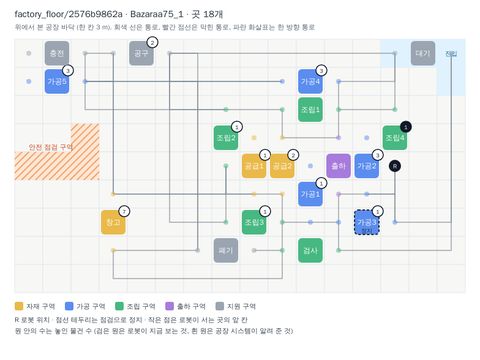 factory_floor/2576b9862a · Bazaraa75_1 · 곳 18개
위에서 본 공장 바닥 (한 칸 3 m). 회색 선은 통로, 빨간 점선은 막힌 통로, 파란 화살표는 한 방향 통로
충전 공구 2 대기 진입
가공5 3 가공4 3
조립1
조립2 1 조립4 1
안전 점검 구역
공급1 1 공급2 2 출하 가공2 3 R
가공1 1
창고 7 조립3 1 가공3 3
폐기 검사
자재 구역 가공 구역 조립 구역 출하 구역 지원 구역
R 로봇 위치 · 점선 테두리는 점검으로 정지 · 작은 점은 로봇이 서는 곳의 앞 칸
원 안의 수는 놓인 물건 수 (검은 원은 로봇이 지금 보는 것, 흰 원은 공장 시스템이 알려 준 것)